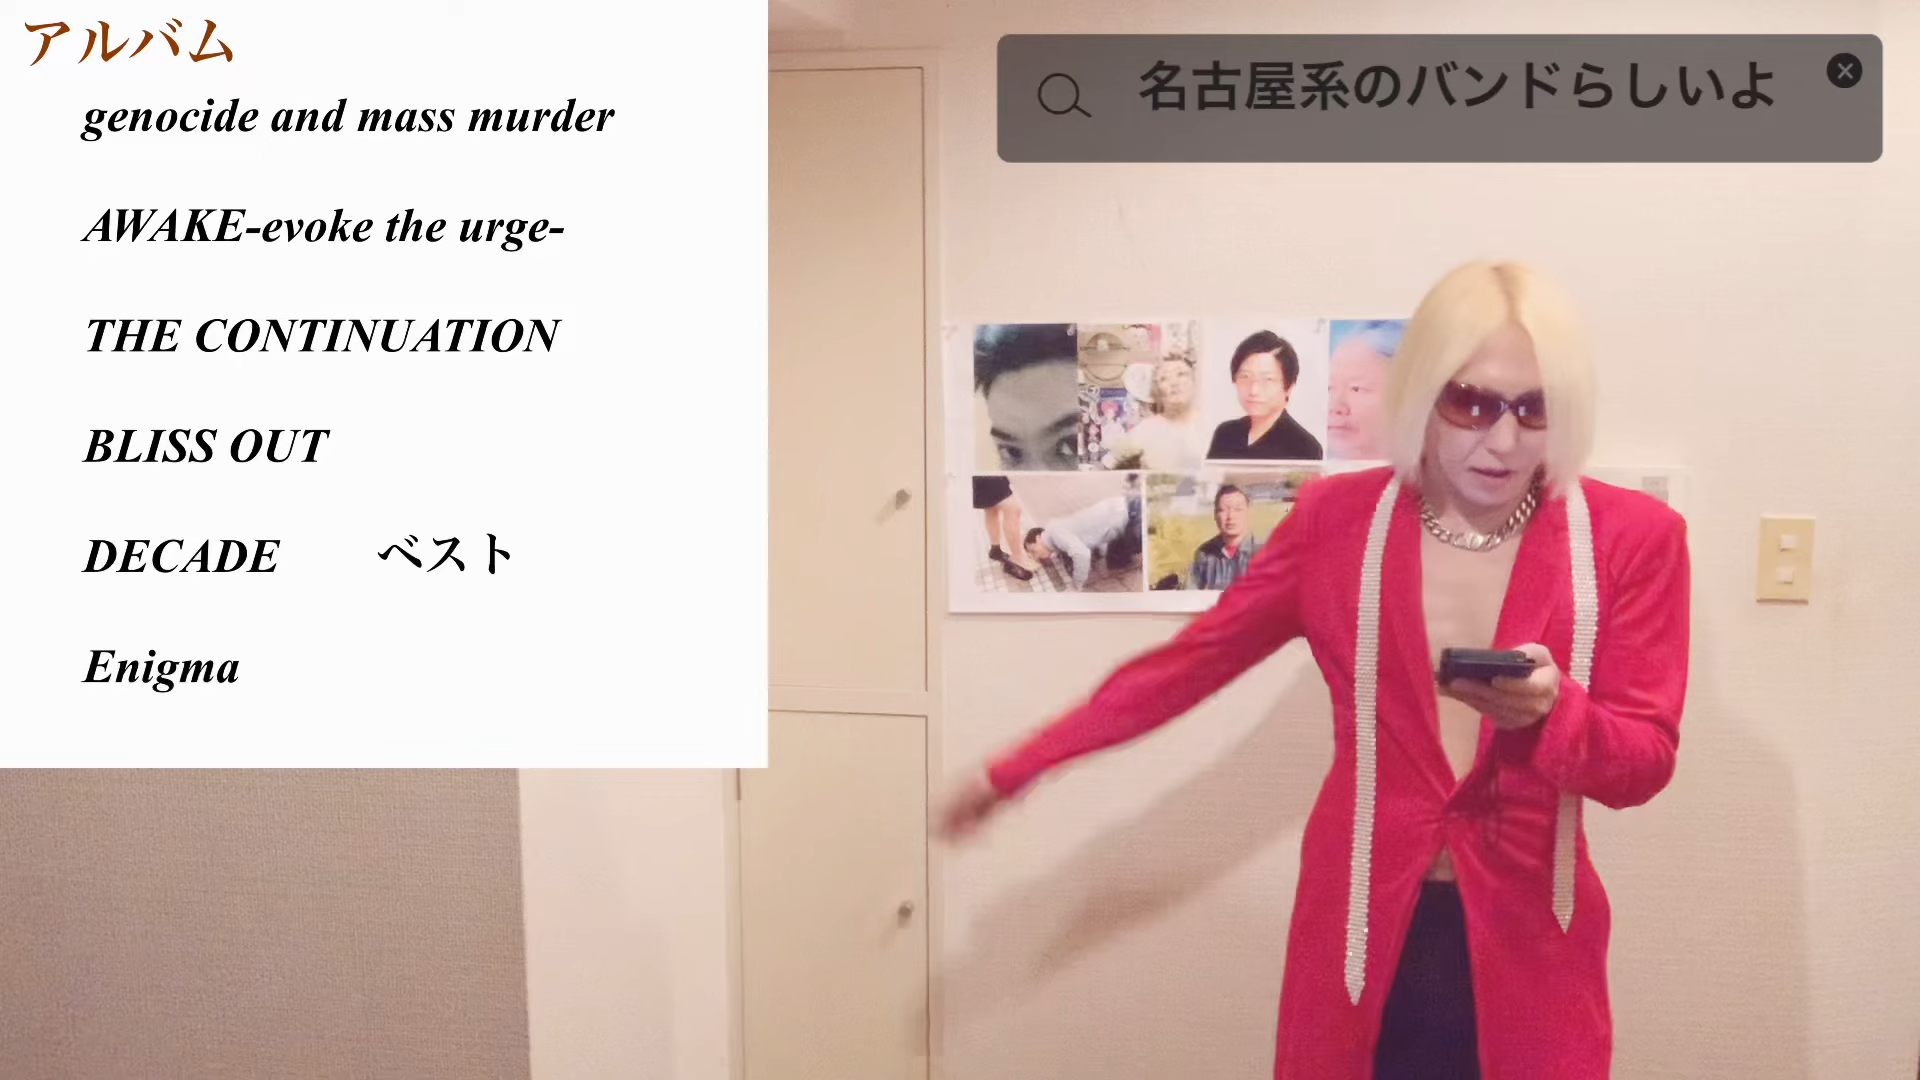 アルバム
genocide and mass murder
AWAKE-evoke the urge-
THE CONTINUATION
BLISS OUT
DECADE ベスト
Enigma
名古屋系のバンドらしいよ